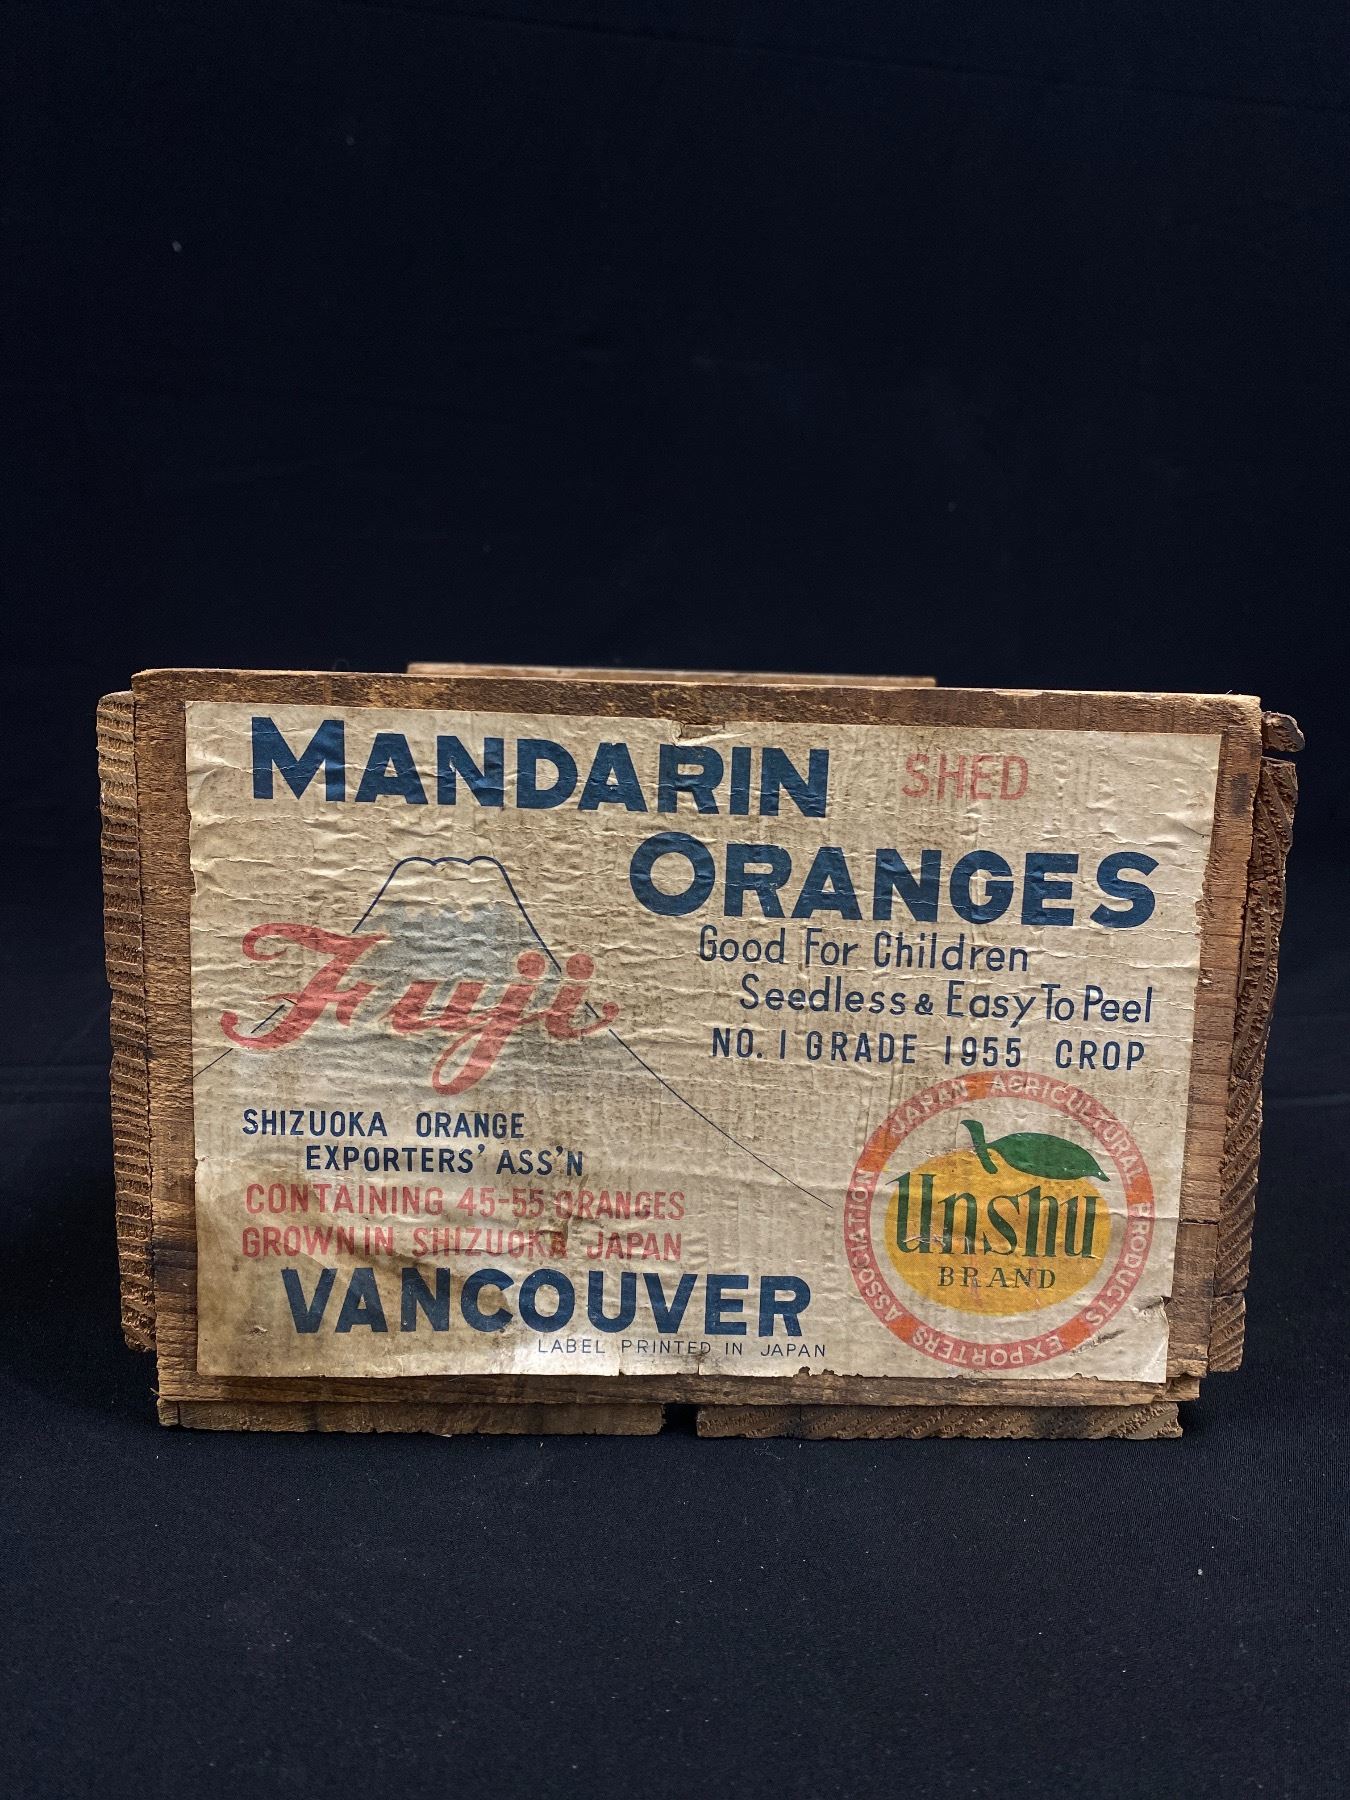 MANDARIN
SHED
ORANGES
Good For Children
Seedless & Easy To Peel
NO. 1 GRADE 1955 CROP
Fuji
SHIZUOKA ORANGE
EXPORTERS' ASS'N
CONTAINING 45-55 ORANGES
GROWN IN SHIZUOKA JAPAN
VANCOUVER
LABEL PRINTED IN JAPAN
JAPAN AGRICULTURAL PRODUCTS EXPORTERS ASSOCIATION
Unshu
BRAND